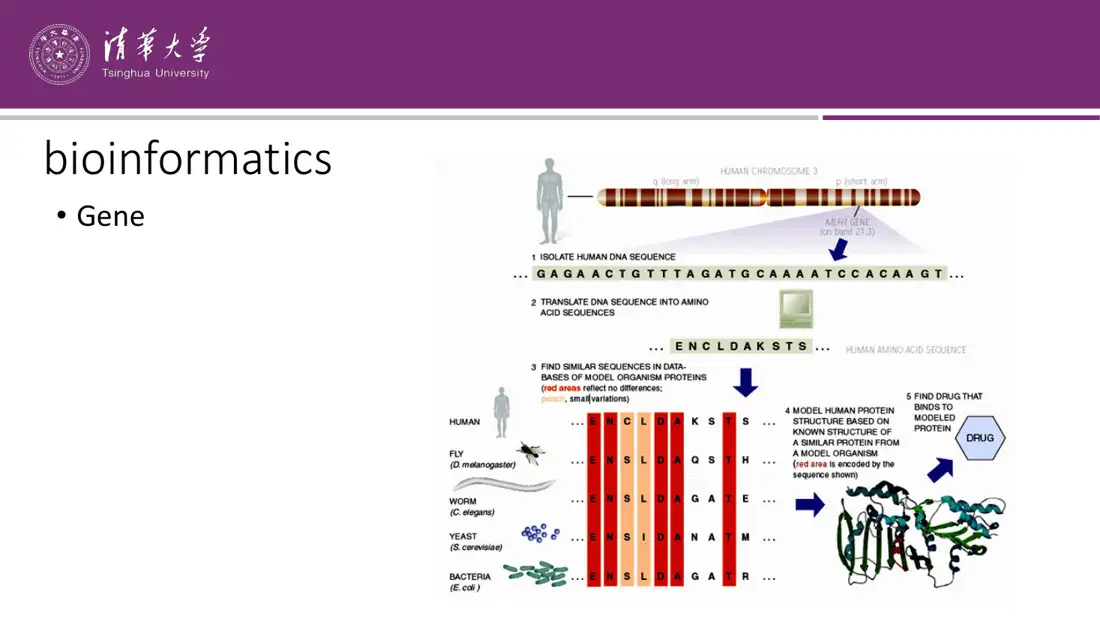 清华大学
Tsinghua University
bioinformatics
• Gene
HUMAN CHROMOSOME 3
q (long arm)
p (short arm)
MLH1 GENE
(on band 21.3)
1 ISOLATE HUMAN DNA SEQUENCE
... G A G A A C T G T T T A G A T G C A A A A T C C A C A A G T ...
2 TRANSLATE DNA SEQUENCE INTO AMINO
ACID SEQUENCES
... E N C L D A K S T S ...
HUMAN AMINO ACID SEQUENCE
3 FIND SIMILAR SEQUENCES IN DATA-
BASES OF MODEL ORGANISM PROTEINS
(red areas reflect no differences;
peach, small variations)
HUMAN
... E N C L D A K S T S ...
FLY
(D. melanogaster)
... E N S L D A Q S T H ...
WORM
(C. elegans)
... E N S L D A G A T E ...
YEAST
(S. cerevisiae)
... E N S I D A N A T M ...
BACTERIA
(E. coli )
... E N S L D A G A T R ...
4 MODEL HUMAN PROTEIN
STRUCTURE BASED ON
KNOWN STRUCTURE OF
A SIMILAR PROTEIN FROM
A MODEL ORGANISM
(red area is encoded by the
sequence shown)
5 FIND DRUG THAT
BINDS TO
MODELED
PROTEIN
DRUG